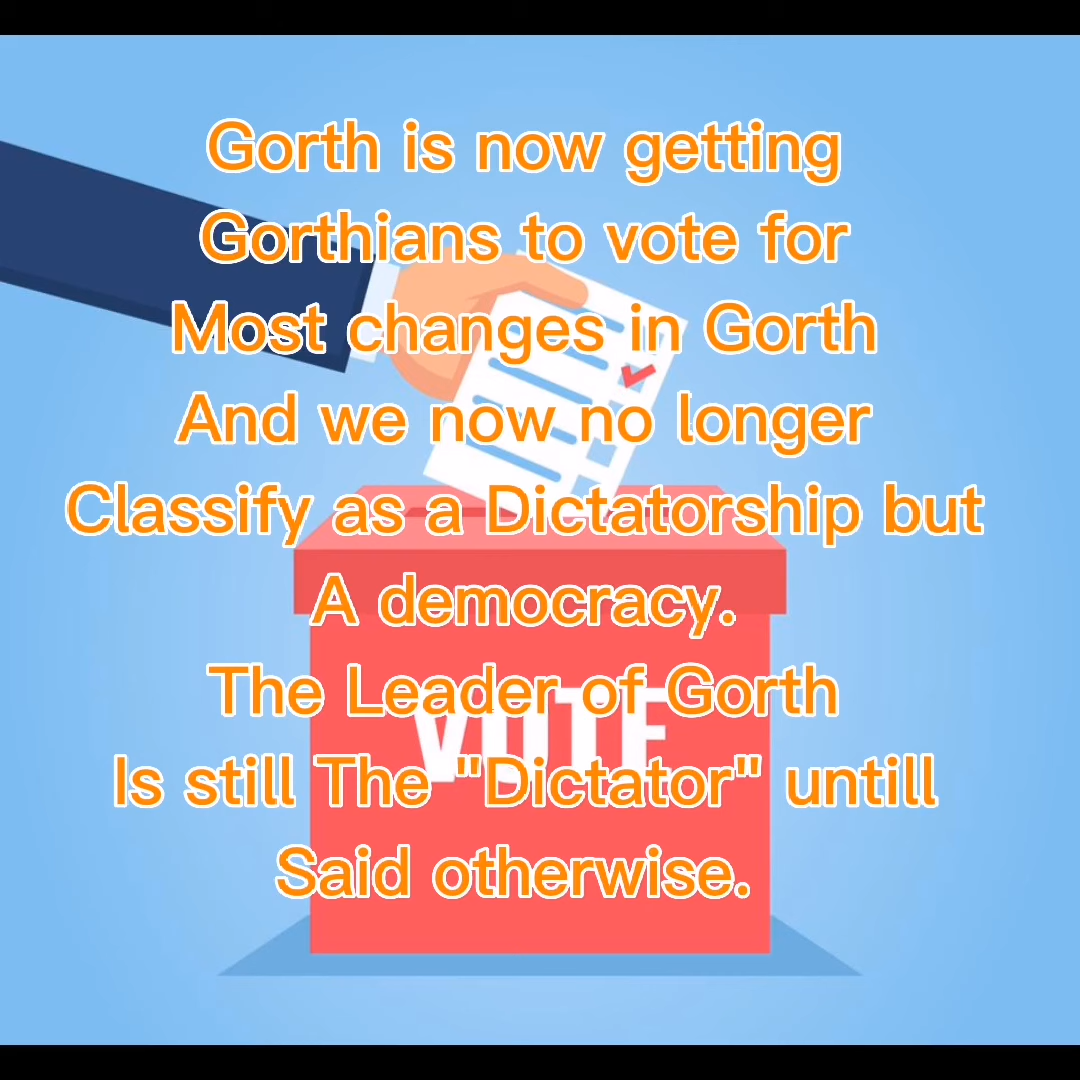 Gorth is now getting
Gorthians to vote for
Most changes in Gorth
And we now no longer
Classify as a Dictatorship but
A democracy.
The Leader of Gorth
VOTE
Is still The "Dictator" untill
Said otherwise.